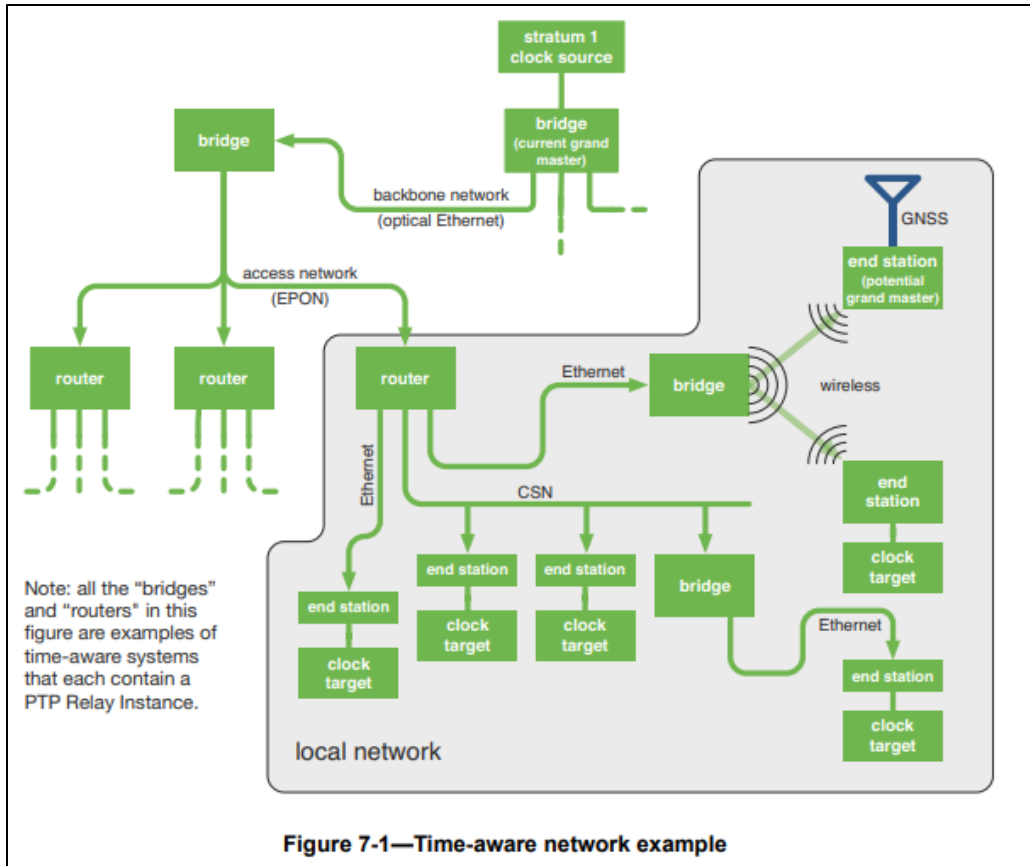 stratum 1
clock source
bridge
bridge
(current grand
master)
backbone network
(optical Ethernet)
GNSS
end station
(potential
grand master)
access network
(EPON)
router
router
router
Ethernet
bridge
wireless
Ethernet
CSN
end
station
clock
target
end station
clock
target
end station
clock
target
bridge
end station
clock
target
Ethernet
end station
clock
target
Note: all the “bridges”
and “routers" in this
figure are examples of
time-aware systems
that each contain a
PTP Relay Instance.
local network
Figure 7-1—Time-aware network example